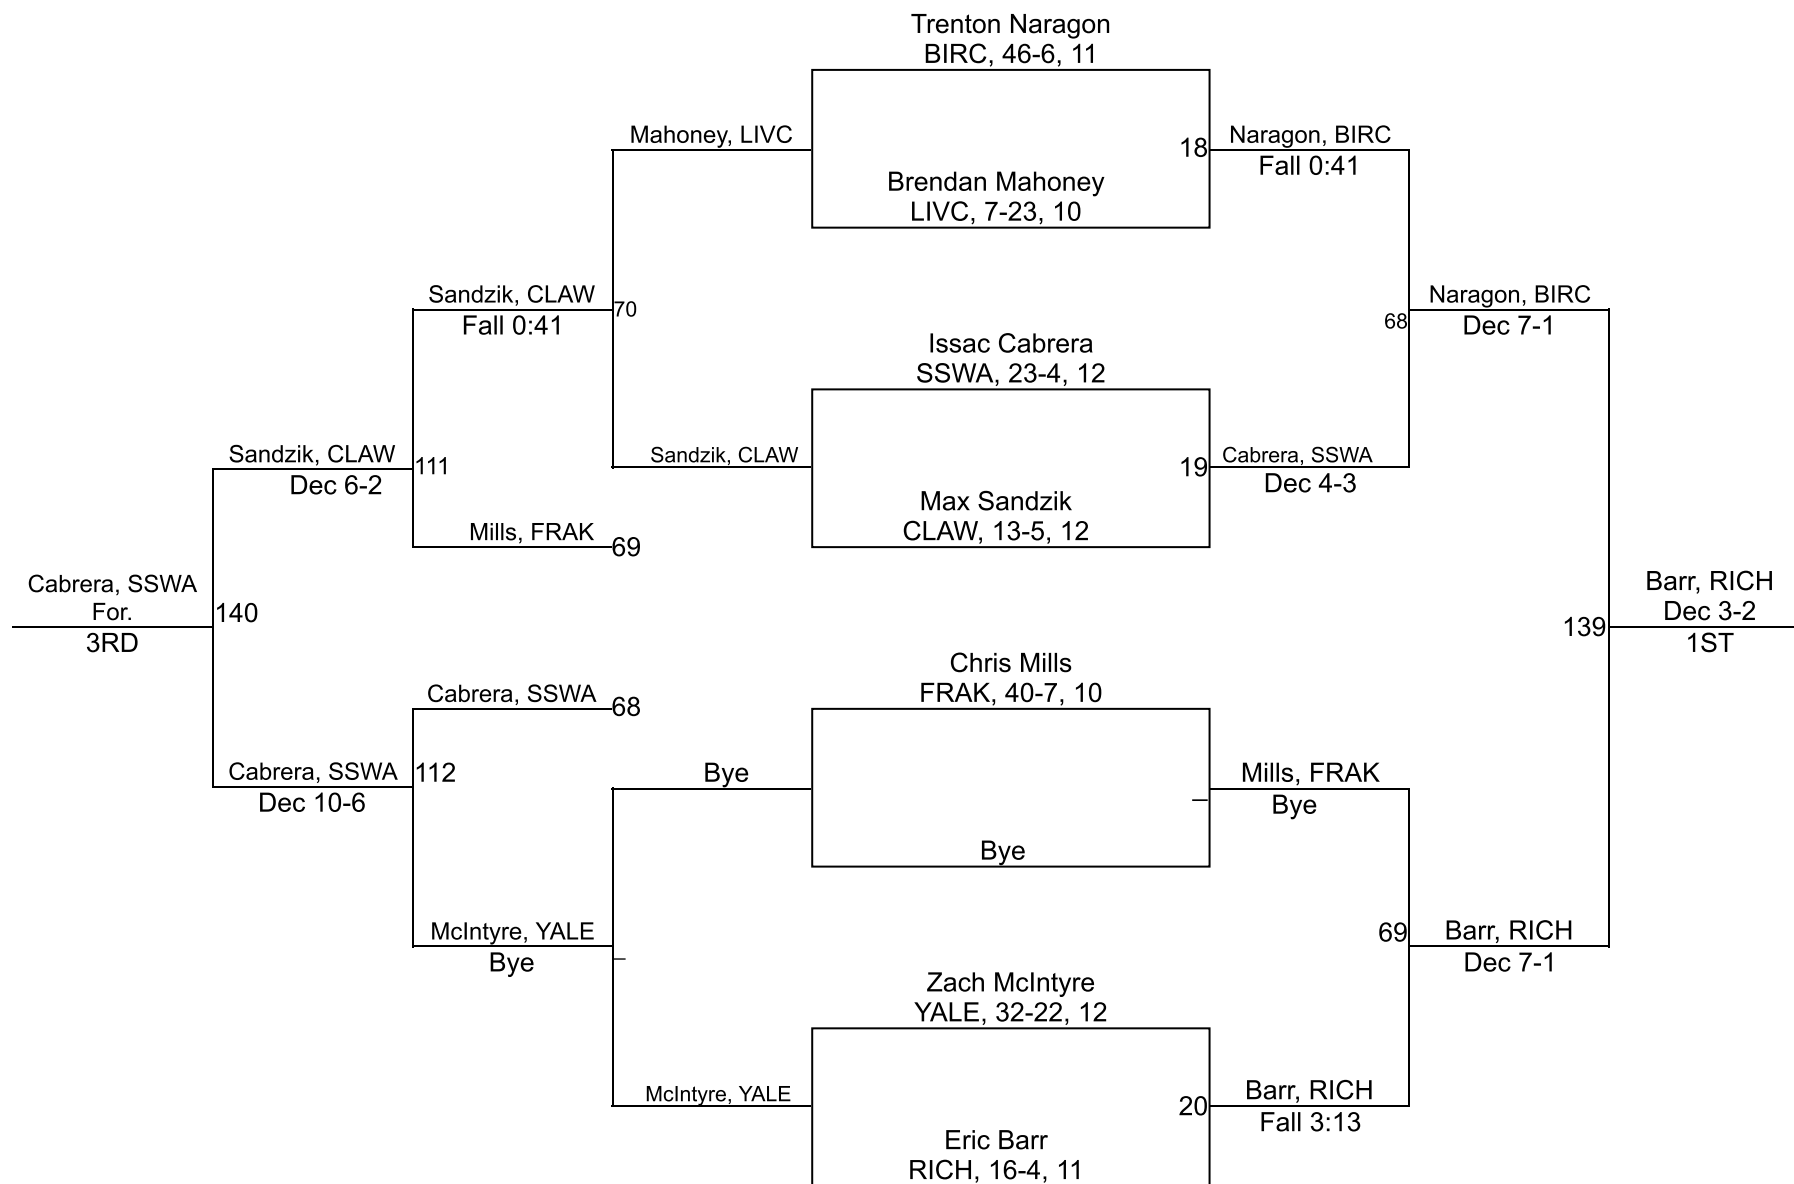 Trenton Naragon
BIRC, 46-6, 11
Mahoney, LIVC
18
Naragon, BIRC
Fall 0:41
Brendan Mahoney
LIVC, 7-23, 10
Sandzik, CLAW
Fall 0:41
70
Naragon, BIRC
Dec 7-1
68
Issac Cabrera
SSWA, 23-4, 12
Sandzik, CLAW
Dec 6-2
111
Sandzik, CLAW
19
Cabrera, SSWA
Dec 4-3
Max Sandzik
CLAW, 13-5, 12
Mills, FRAK
69
Cabrera, SSWA
For.
3RD
140
139
Barr, RICH
Dec 3-2
1ST
Chris Mills
FRAK, 40-7, 10
Cabrera, SSWA
68
Cabrera, SSWA
Dec 10-6
112
Bye
Mills, FRAK
Bye
Bye
McIntyre, YALE
Bye
69
Barr, RICH
Dec 7-1
Zach McIntyre
YALE, 32-22, 12
McIntyre, YALE
20
Barr, RICH
Fall 3:13
Eric Barr
RICH, 16-4, 11